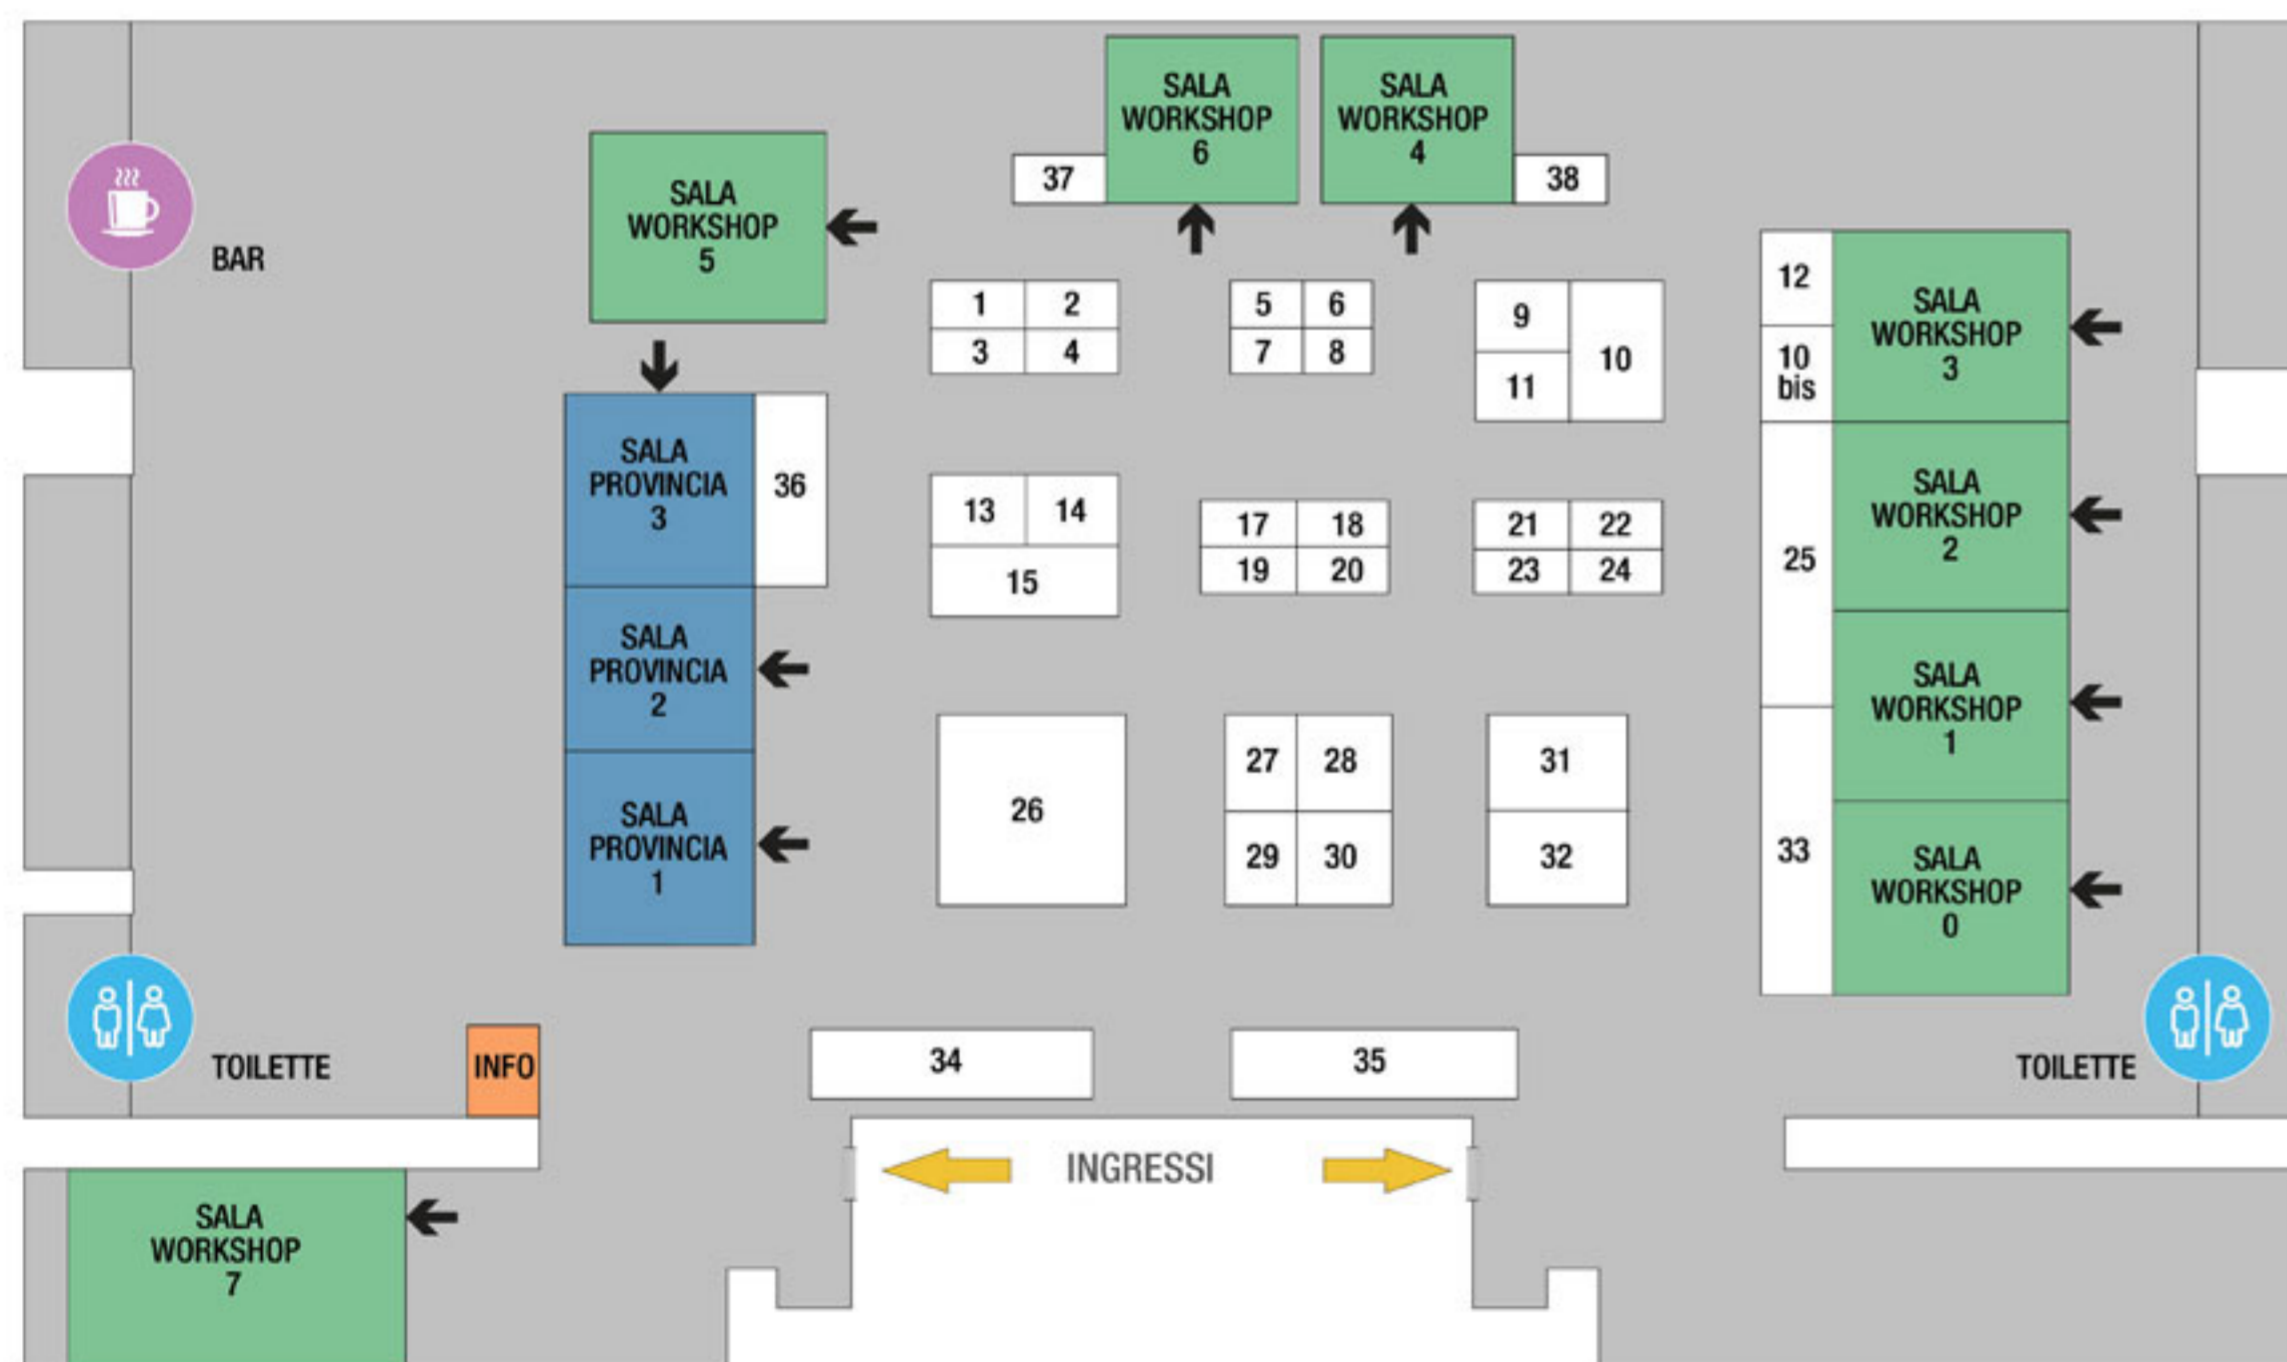 SALA
WORKSHOP
6
SALA
WORKSHOP
4
37
38
SALA
WORKSHOP
5
BAR
1
2
3
4
5
6
7
8
9
10
11
12
10
bis
SALA
WORKSHOP
3
SALA
PROVINCIA
3
36
13
14
15
17
18
19
20
21
22
23
24
25
SALA
WORKSHOP
2
SALA
PROVINCIA
2
SALA
WORKSHOP
1
SALA
PROVINCIA
1
26
27
28
29
30
31
32
33
SALA
WORKSHOP
0
TOILETTE
INFO
34
35
TOILETTE
INGRESSI
SALA
WORKSHOP
7